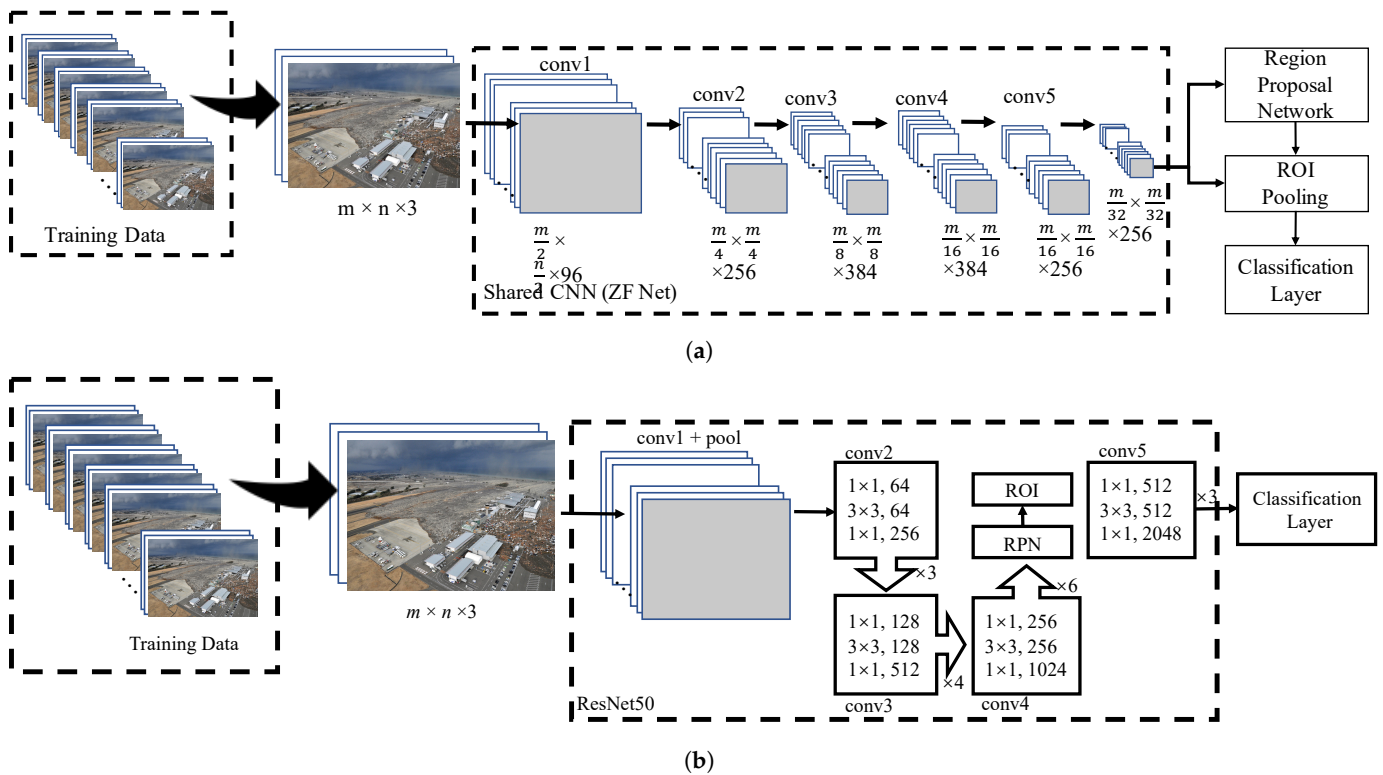 Training Data
m × n ×3
conv1
conv2
conv3
conv4
conv5
m/2 ×
n/2 ×96
m/4 × m/4
×256
m/8 × m/8
×384
m/16 × m/16
×384
m/16 × m/16
×256
m/32 × m/32
×256
Shared CNN (ZF Net)
Region
Proposal
Network
ROI
Pooling
Classification
Layer
(a)
Training Data
m × n ×3
conv1 + pool
conv2
1×1, 64
3×3, 64
1×1, 256
×3
1×1, 128
3×3, 128
1×1, 512
conv3
×4
1×1, 256
3×3, 256
1×1, 1024
conv4
×6
RPN
ROI
conv5
1×1, 512
3×3, 512
1×1, 2048
×3
Classification
Layer
ResNet50
(b)